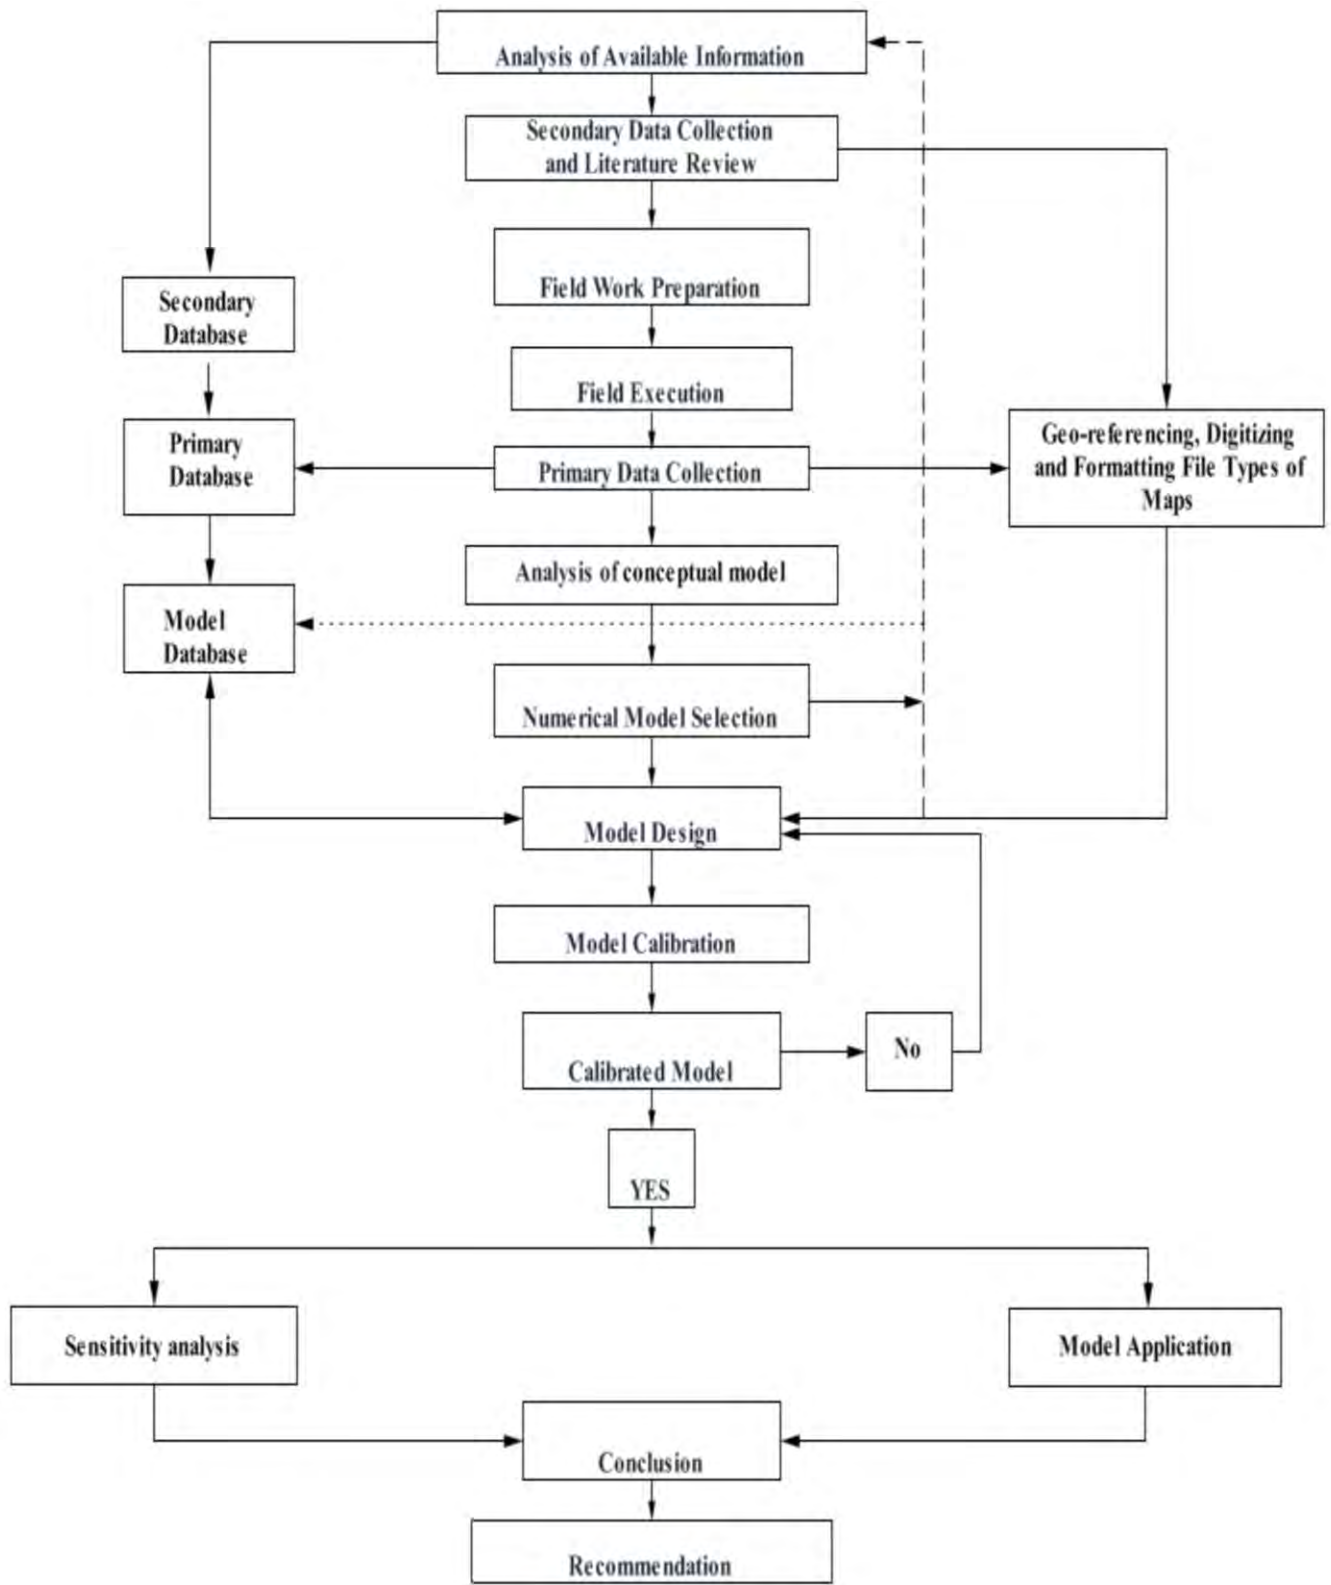 Analysis of Available Information
Secondary Data Collection
and Literature Review
Field Work Preparation
Secondary
Database
Field Execution
Primary
Database
Primary Data Collection
Geo-referencing, Digitizing
and Formatting File Types of
Maps
Analysis of conceptual model
Model
Database
Numerical Model Selection
Model Design
Model Calibration
Calibrated Model
No
YES
Sensitivity analysis
Model Application
Conclusion
Recommendation